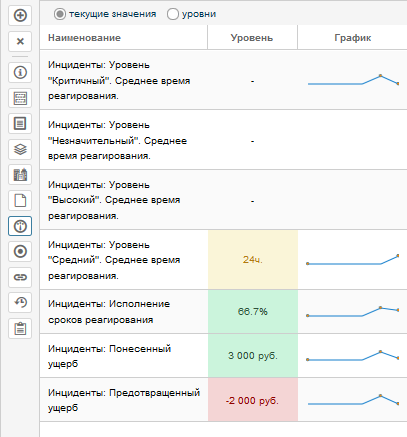 текущие значения уровни
Наименование Уровень График
Инциденты: Уровень
"Критичный". Среднее время
реагирования.
-
Инциденты: Уровень
"Незначительный". Среднее
время реагирования.
-
Инциденты: Уровень
"Высокий". Среднее время
реагирования.
-
Инциденты: Уровень
"Средний". Среднее время
реагирования.
24ч.
Инциденты: Исполнение
сроков реагирования
66.7%
Инциденты: Понесенный
ущерб
3 000 руб.
Инциденты: Предотвращенный
ущерб
-2 000 руб.